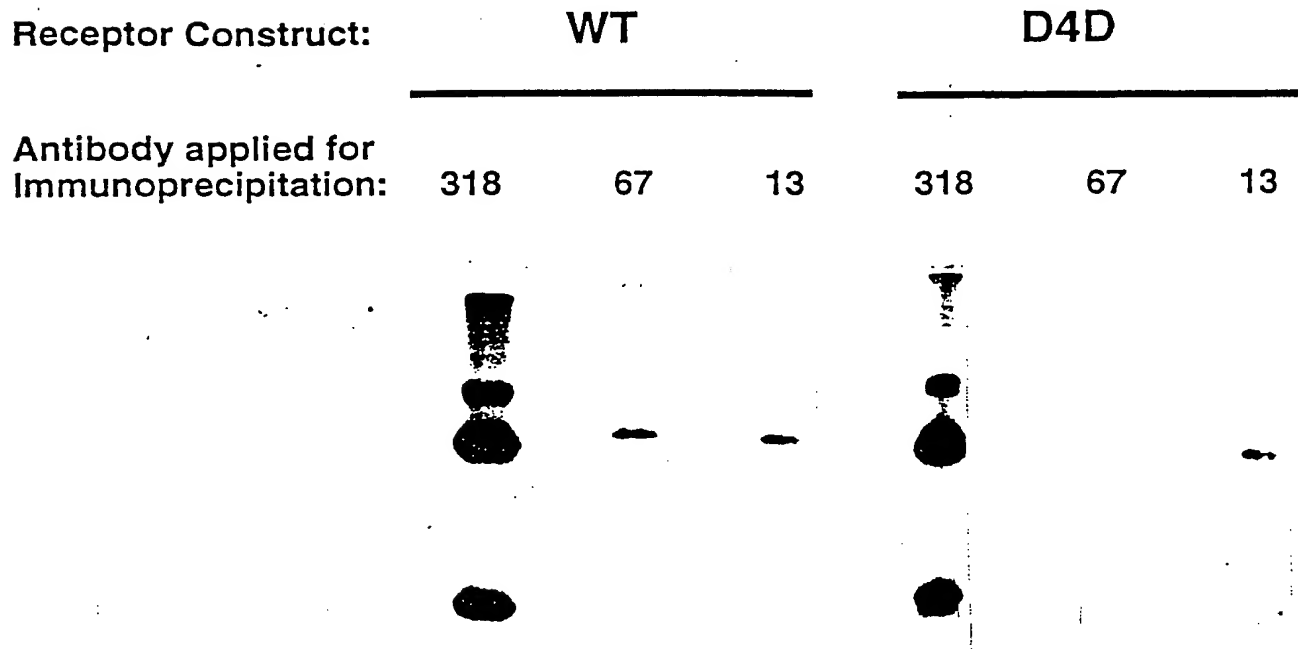 Receptor Construct: WT D4D
Antibody applied for
Immunoprecipitation: 318 67 13 318 67 13